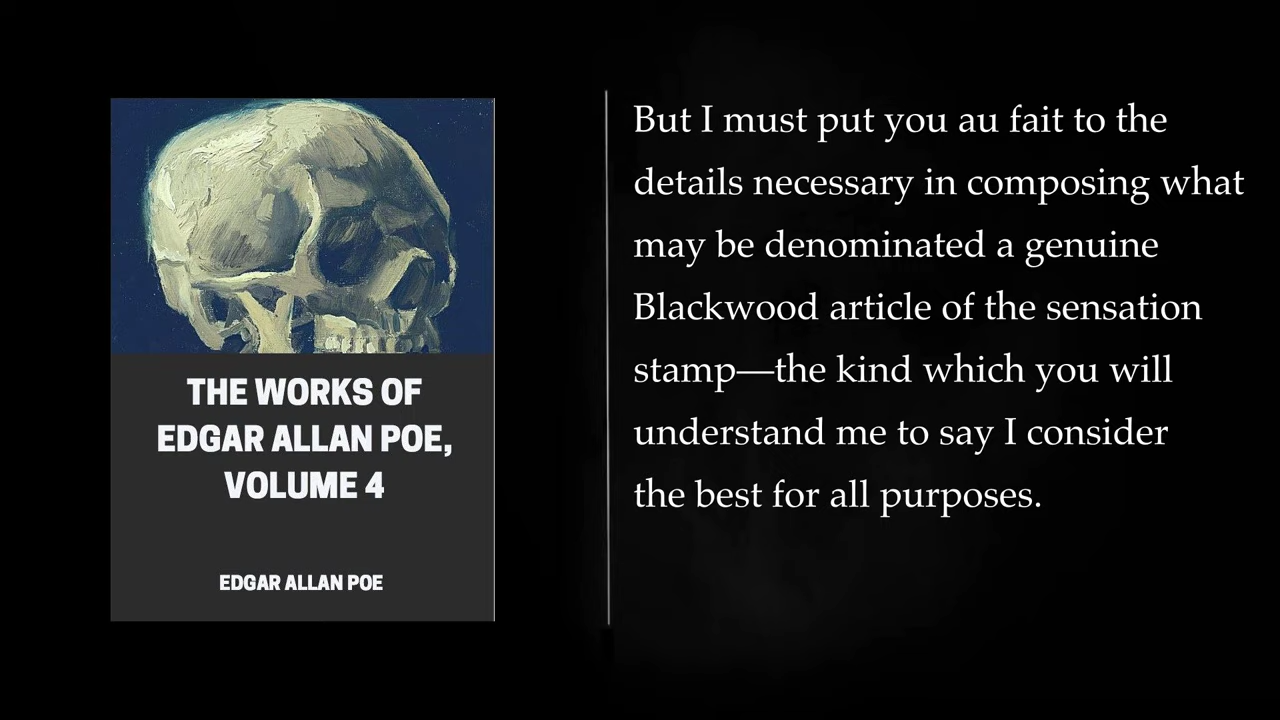 THE WORKS OF
EDGAR ALLAN POE,
VOLUME 4
EDGAR ALLAN POE
But I must put you au fait to the
details necessary in composing what
may be denominated a genuine
Blackwood article of the sensation
stamp—the kind which you will
understand me to say I consider
the best for all purposes.